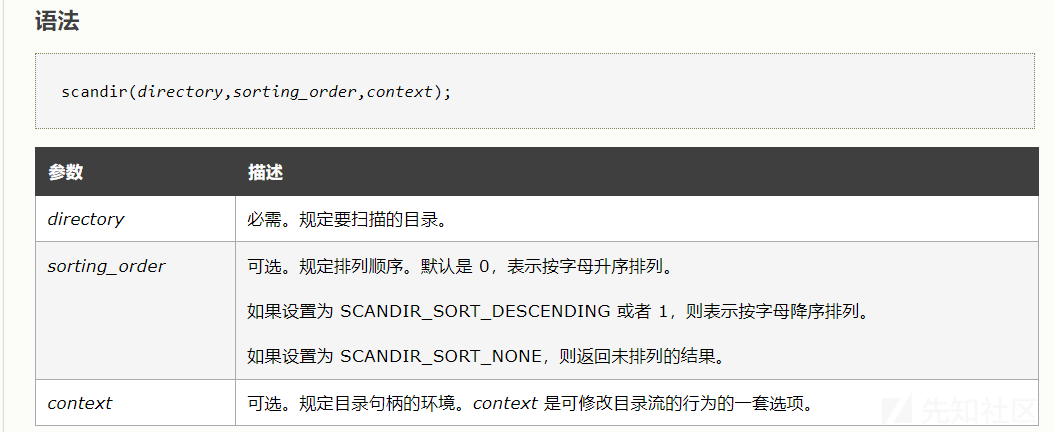 语法
scandir(directory,sorting_order,context);
参数 描述
directory 必需。规定要扫描的目录。
sorting_order 可选。规定排列顺序。默认是 0，表示按字母升序排列。
如果设置为 SCANDIR_SORT_DESCENDING 或者 1，则表示按字母降序排列。
如果设置为 SCANDIR_SORT_NONE，则返回未排列的结果。
context 可选。规定目录句柄的环境。context 是可修改目录流的行为的一套选项。
先知社区